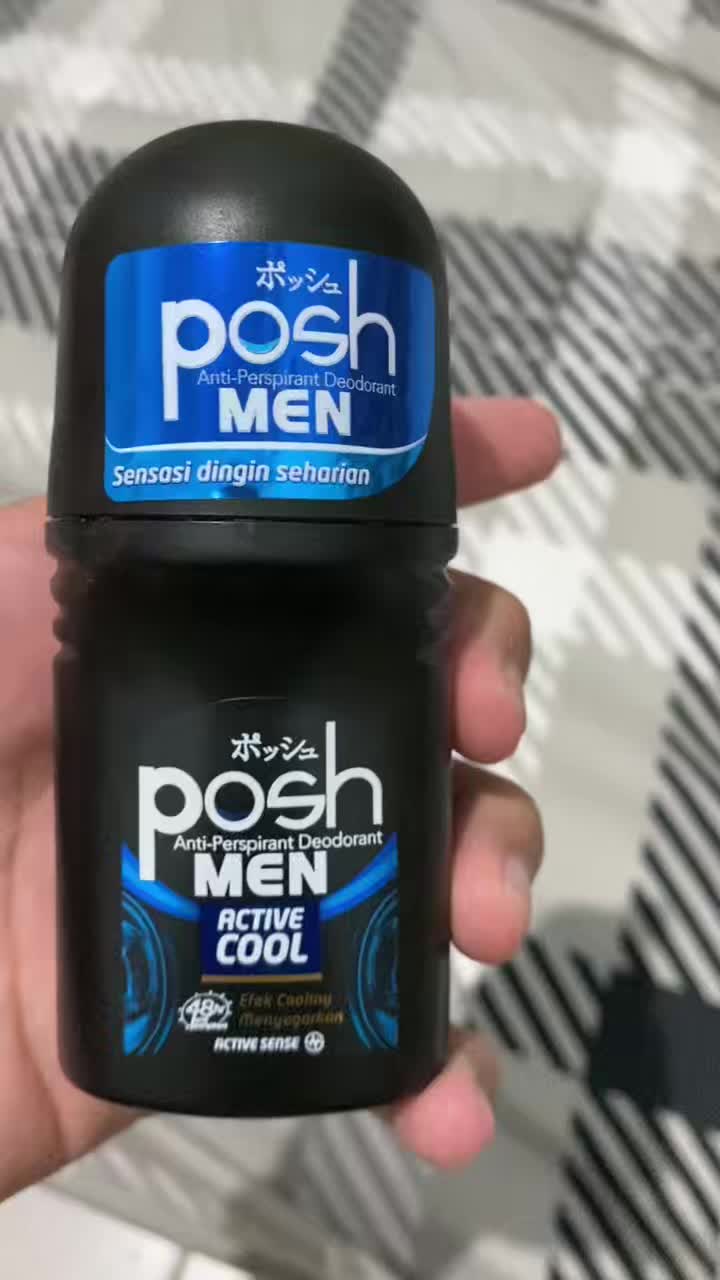 ポッシュ
posh
Anti-Perspirant Deodorant
MEN
Sensasi dingin seharian
ポッシュ
posh
Anti-Perspirant Deodorant
MEN
ACTIVE
COOL
48h
Efek Cooling
Menyegarkan
ACTIVE SENSE